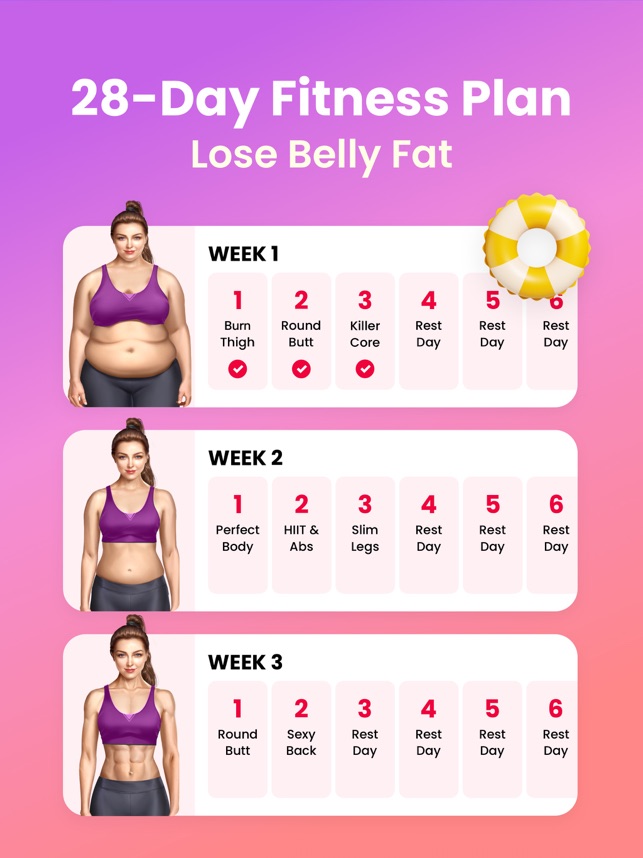 28-Day Fitness Plan
Lose Belly Fat
WEEK 1
1 2 3 4 5 6
Burn Round Killer Rest Rest Rest
Thigh Butt Core Day Day Day
WEEK 2
1 2 3 4 5 6
Perfect HIIT & Slim Rest Rest Rest
Body Abs Legs Day Day Day
WEEK 3
1 2 3 4 5 6
Round Sexy Rest Rest Rest Rest
Butt Back Day Day Day Day